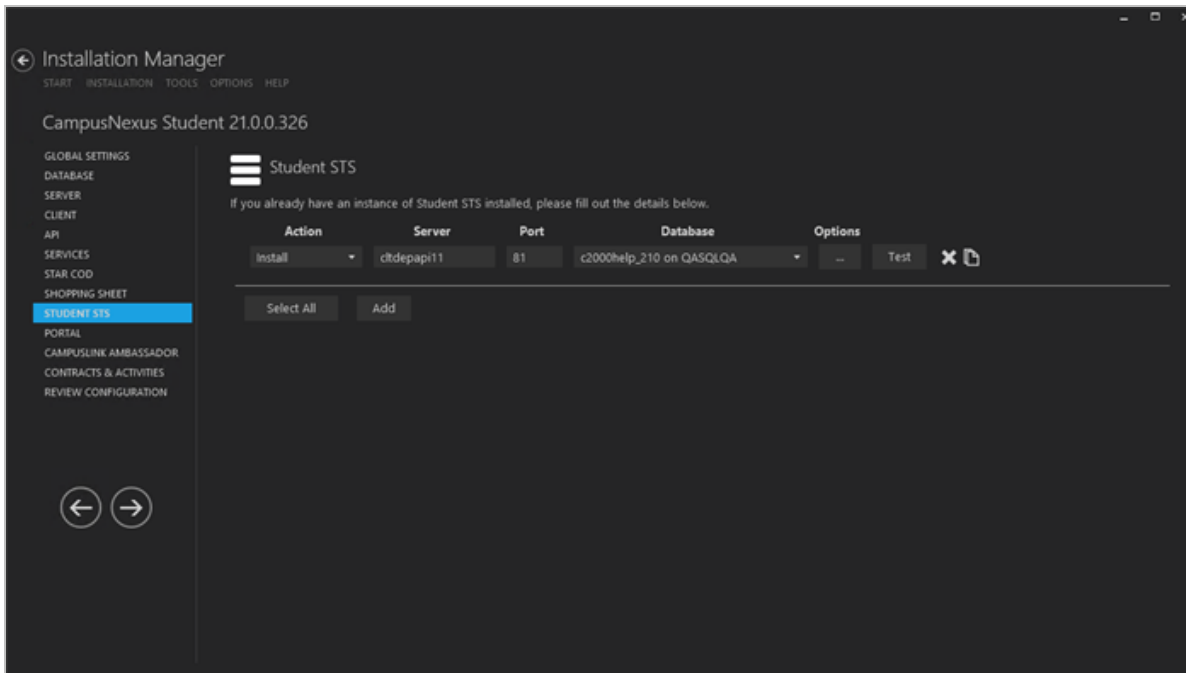 Installation Manager
START INSTALLATION TOOLS OPTIONS HELP
CampusNexus Student 21.0.0.326
GLOBAL SETTINGS
DATABASE
SERVER
CLIENT
API
SERVICES
STAR COD
SHOPPING SHEET
STUDENT STS
PORTAL
CAMPUSLINK AMBASSADOR
CONTRACTS & ACTIVITIES
REVIEW CONFIGURATION
Student STS
If you already have an instance of Student STS installed, please fill out the details below.
Action Server Port Database Options
Install cltdepapi11 81 c2000help_210 on QASQLQA ... Test
Select All Add